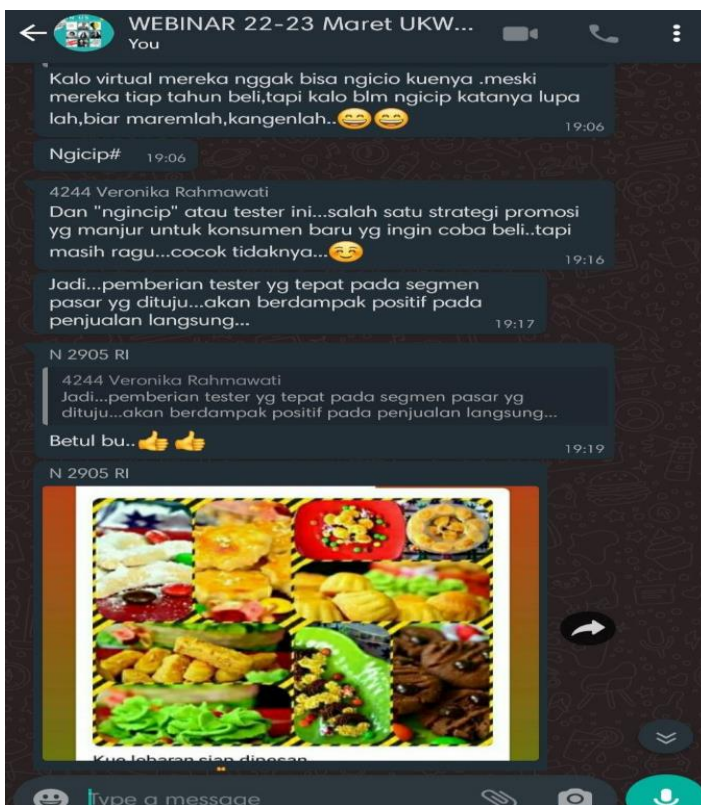 WEBINAR 22-23 Maret UKW...
You
Kalo virtual mereka nggak bisa ngicio kuenya .meski
mereka tiap tahun beli,tapi kalo blm ngicip katanya lupa
lah,biar maremlah,kangenlah..😄😄
19:06
Ngicip# 19:06
4244 Veronika Rahmawati
Dan "ngincip" atau tester ini...salah satu strategi promosi
yg manjur untuk konsumen baru yg ingin coba beli..tapi
masih ragu...cocok tidaknya...☺️
19:16
Jadi...pemberian tester yg tepat pada segmen
pasar yg dituju...akan berdampak positif pada
penjualan langsung... 19:17
N 2905 RI
4244 Veronika Rahmawati
Jadi...pemberian tester yg tepat pada segmen pasar yg
dituju...akan berdampak positif pada penjualan langsung...
Betul bu..👍👍
19:19
N 2905 RI
Kue lebaran siap dipesan
Type a message